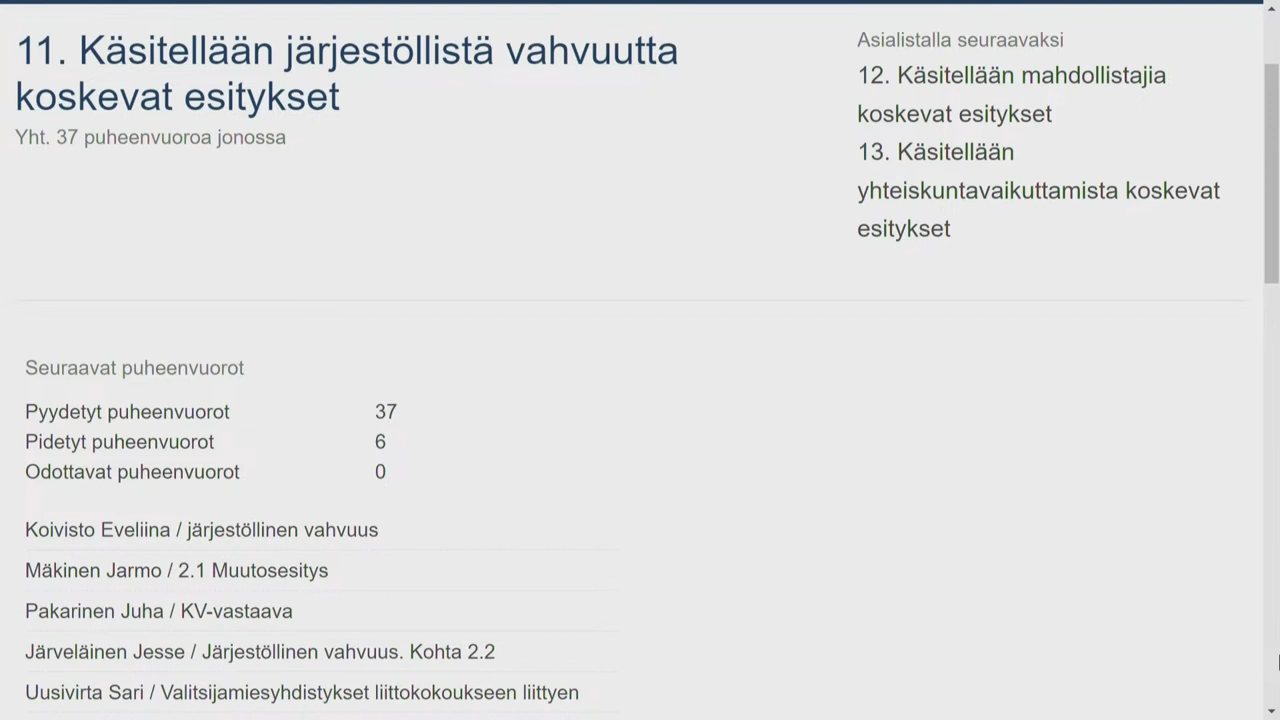 11. Käsitellään järjestöllistä vahvuutta
koskevat esitykset
Yht. 37 puheenvuoroa jonossa
Asialistalla seuraavaksi
12. Käsitellään mahdollistajia
koskevat esitykset
13. Käsitellään
yhteiskuntavaikuttamista koskevat
esitykset
Seuraavat puheenvuorot
Pyydetyt puheenvuorot 37
Pidetyt puheenvuorot 6
Odottavat puheenvuorot 0
Koivisto Eveliina / järjestöllinen vahvuus
Mäkinen Jarmo / 2.1 Muutosesitys
Pakarinen Juha / KV-vastaava
Järveläinen Jesse / Järjestöllinen vahvuus. Kohta 2.2
Uusivirta Sari / Valitsijamiesyhdistykset liittokokoukseen liittyen